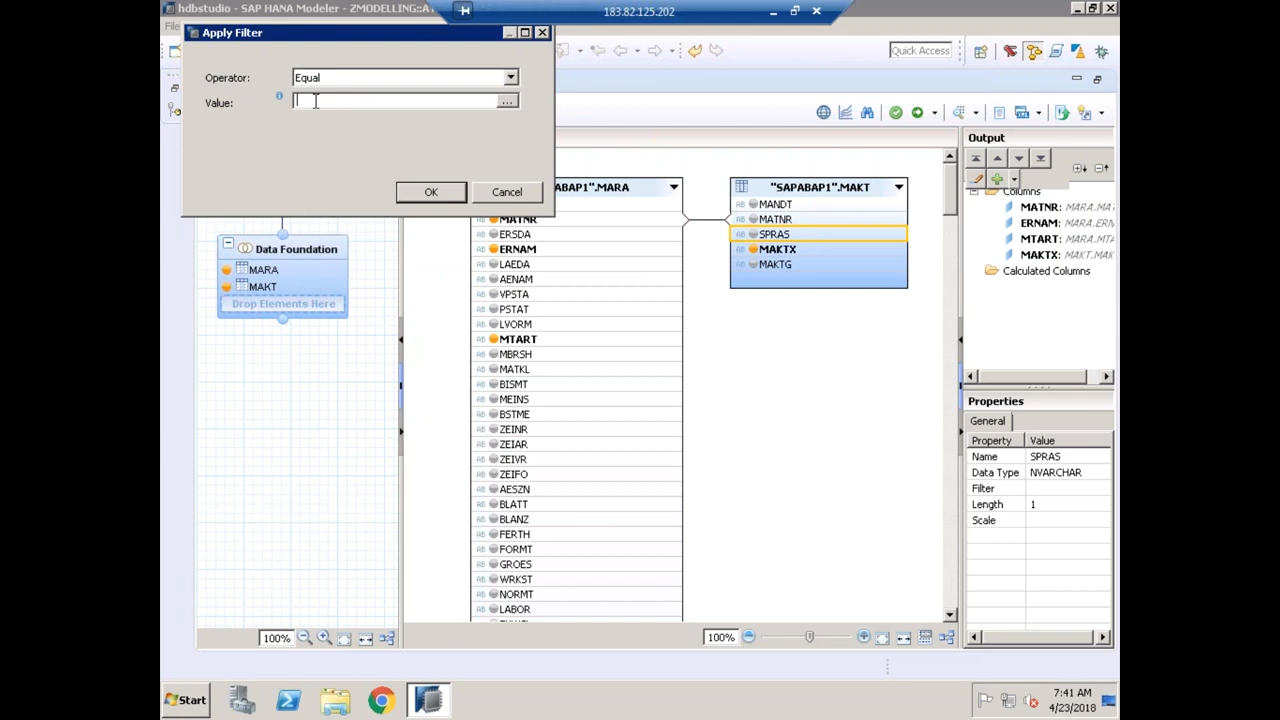 hdbstudio - SAP HANA Modeler - ZMODELLING::A
183.82.125.202
File
Apply Filter
Operator:
Equal
Value:
...
OK
Cancel
Quick Access
Data Foundation
MARA
MAKT
Drop Elements Here
100%
ABAP1".MARA
MATNR
ERSDA
ERNAM
LAEDA
AENAM
VPSTA
PSTAT
LVORM
MTART
MBRSH
MATKL
BISMT
MEINS
BSTME
ZEINR
ZEIAR
ZEIVR
ZEIFO
AESZN
BLATT
BLANZ
FERTH
FORMT
GROES
WRKST
NORMT
LABOR
"SAPABAP1".MAKT
MANDT
MATNR
SPRAS
MAKTX
MAKTG
100%
Output
Columns
MATNR: MARA.MAT
ERNAM: MARA.ERN
MTART: MARA.MTA
MAKTX: MAKT.MAK
Calculated Columns
Properties
General
Property Value
Name SPRAS
Data Type NVARCHAR
Filter
Length 1
Scale
Start
7:41 AM
4/23/2018